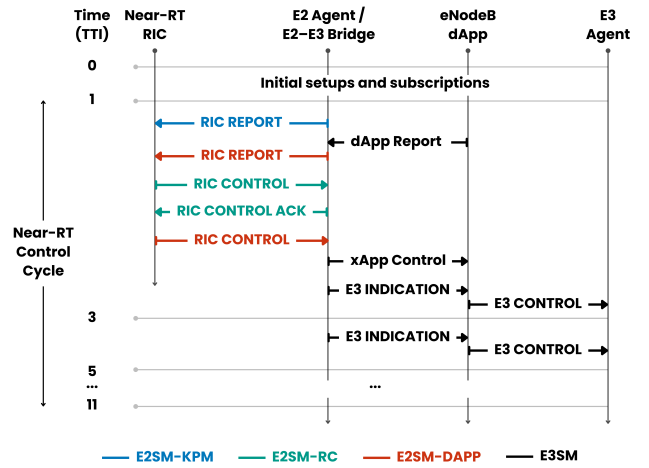 Time
(TTI)
Near-RT
RIC
E2 Agent /
E2–E3 Bridge
eNodeB
dApp
E3
Agent
0
Initial setups and subscriptions
1
RIC REPORT
dApp Report
RIC REPORT
RIC CONTROL
RIC CONTROL ACK
RIC CONTROL
Near-RT
Control
Cycle
xApp Control
E3 INDICATION
E3 CONTROL
3
E3 INDICATION
E3 CONTROL
5
... ...
11
E2SM-KPM E2SM-RC E2SM-DAPP E3SM